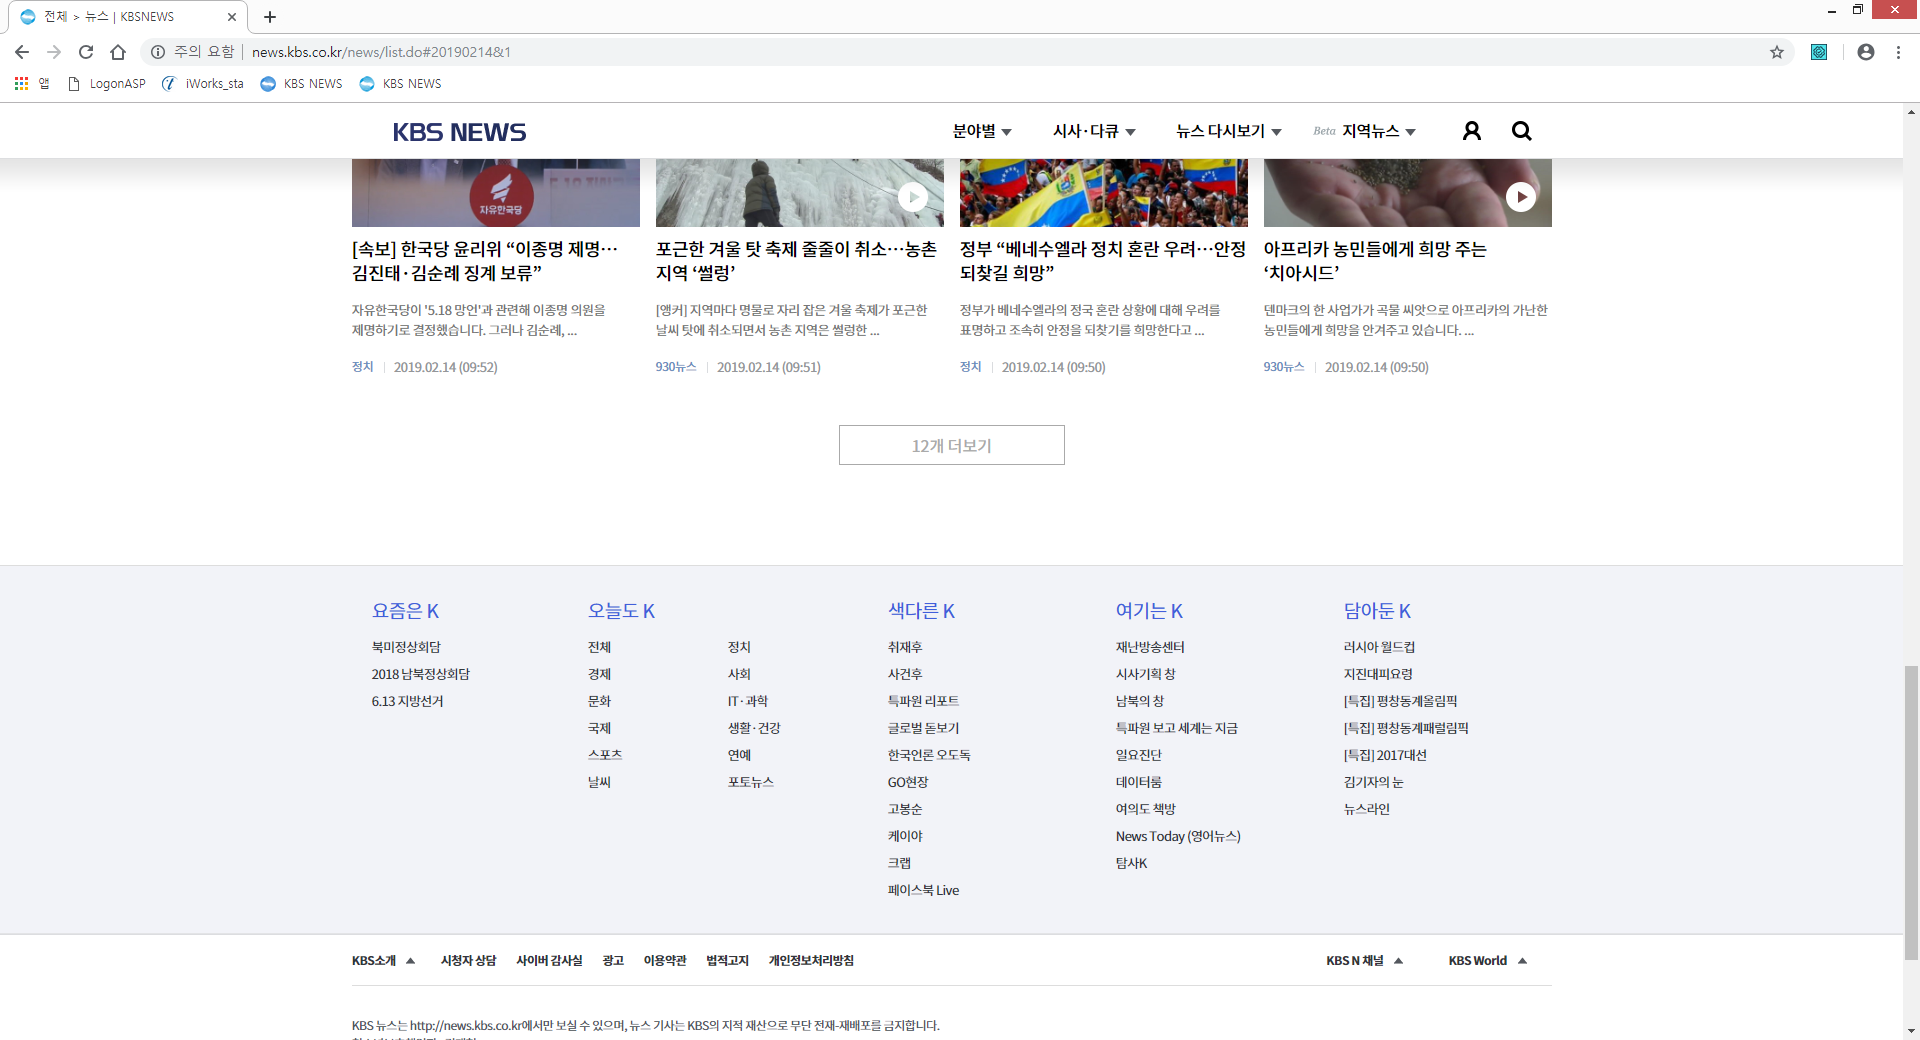 전체 > 뉴스 | KBSNEWS
주의 요함 | news.kbs.co.kr/news/list.do#20190214&1
앱 LogonASP iWorks_sta KBS NEWS KBS NEWS
KBS NEWS 분야별 시사·다큐 뉴스 다시보기 Beta 지역뉴스
자유한국당
[속보] 한국당 윤리위 “이종명 제명…
김진태·김순례 징계 보류”
자유한국당이 '5.18 망언'과 관련해 이종명 의원을
제명하기로 결정했습니다. 그러나 김순례, ...
정치 2019.02.14 (09:52)
포근한 겨울 탓 축제 줄줄이 취소…농촌
지역 ‘썰렁’
[앵커] 지역마다 명물로 자리 잡은 겨울 축제가 포근한
날씨 탓에 취소되면서 농촌 지역은 썰렁한 ...
930뉴스 2019.02.14 (09:51)
정부 “베네수엘라 정치 혼란 우려…안정
되찾길 희망”
정부가 베네수엘라의 정국 혼란 상황에 대해 우려를
표명하고 조속히 안정을 되찾기를 희망한다고 ...
정치 2019.02.14 (09:50)
아프리카 농민들에게 희망 주는
‘치아시드’
덴마크의 한 사업가가 곡물 씨앗으로 아프리카의 가난한
농민들에게 희망을 안겨주고 있습니다. ...
930뉴스 2019.02.14 (09:50)
12개 더보기
요즘은 K
북미정상회담
2018 남북정상회담
6.13 지방선거
오늘도 K
전체 정치
경제 사회
문화 IT·과학
국제 생활·건강
스포츠 연예
날씨 포토뉴스
색다른 K
취재후
사건후
특파원 리포트
글로벌 돋보기
한국언론 오도독
GO현장
고봉순
케이야
크랩
페이스북 Live
여기는 K
재난방송센터
시사기획 창
남북의 창
특파원 보고 세계는 지금
일요진단
데이터룸
여의도 책방
News Today (영어뉴스)
탐사K
담아둔 K
러시아 월드컵
지진대피요령
[특집] 평창동계올림픽
[특집] 평창동계패럴림픽
[특집] 2017대선
김기자의 눈
뉴스라인
KBS소개 시청자 상담 사이버 감사실 광고 이용약관 법적고지 개인정보처리방침 KBS N 채널 KBS World
KBS 뉴스는 http://news.kbs.co.kr에서만 보실 수 있으며, 뉴스 기사는 KBS의 지적 재산으로 무단 전재-재배포를 금지합니다.